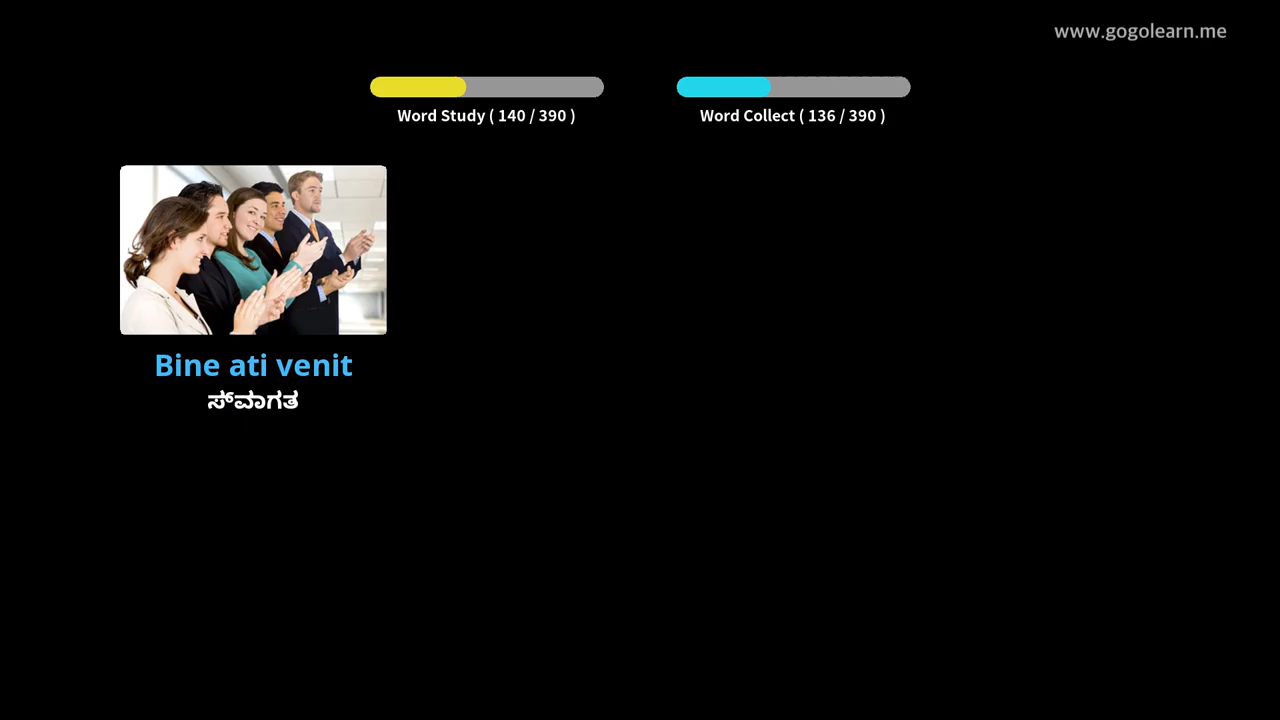 www.gogolearn.me
Word Study ( 140 / 390 )
Word Collect ( 136 / 390 )
Bine ati venit
ಸ್‌ವಾಗತ